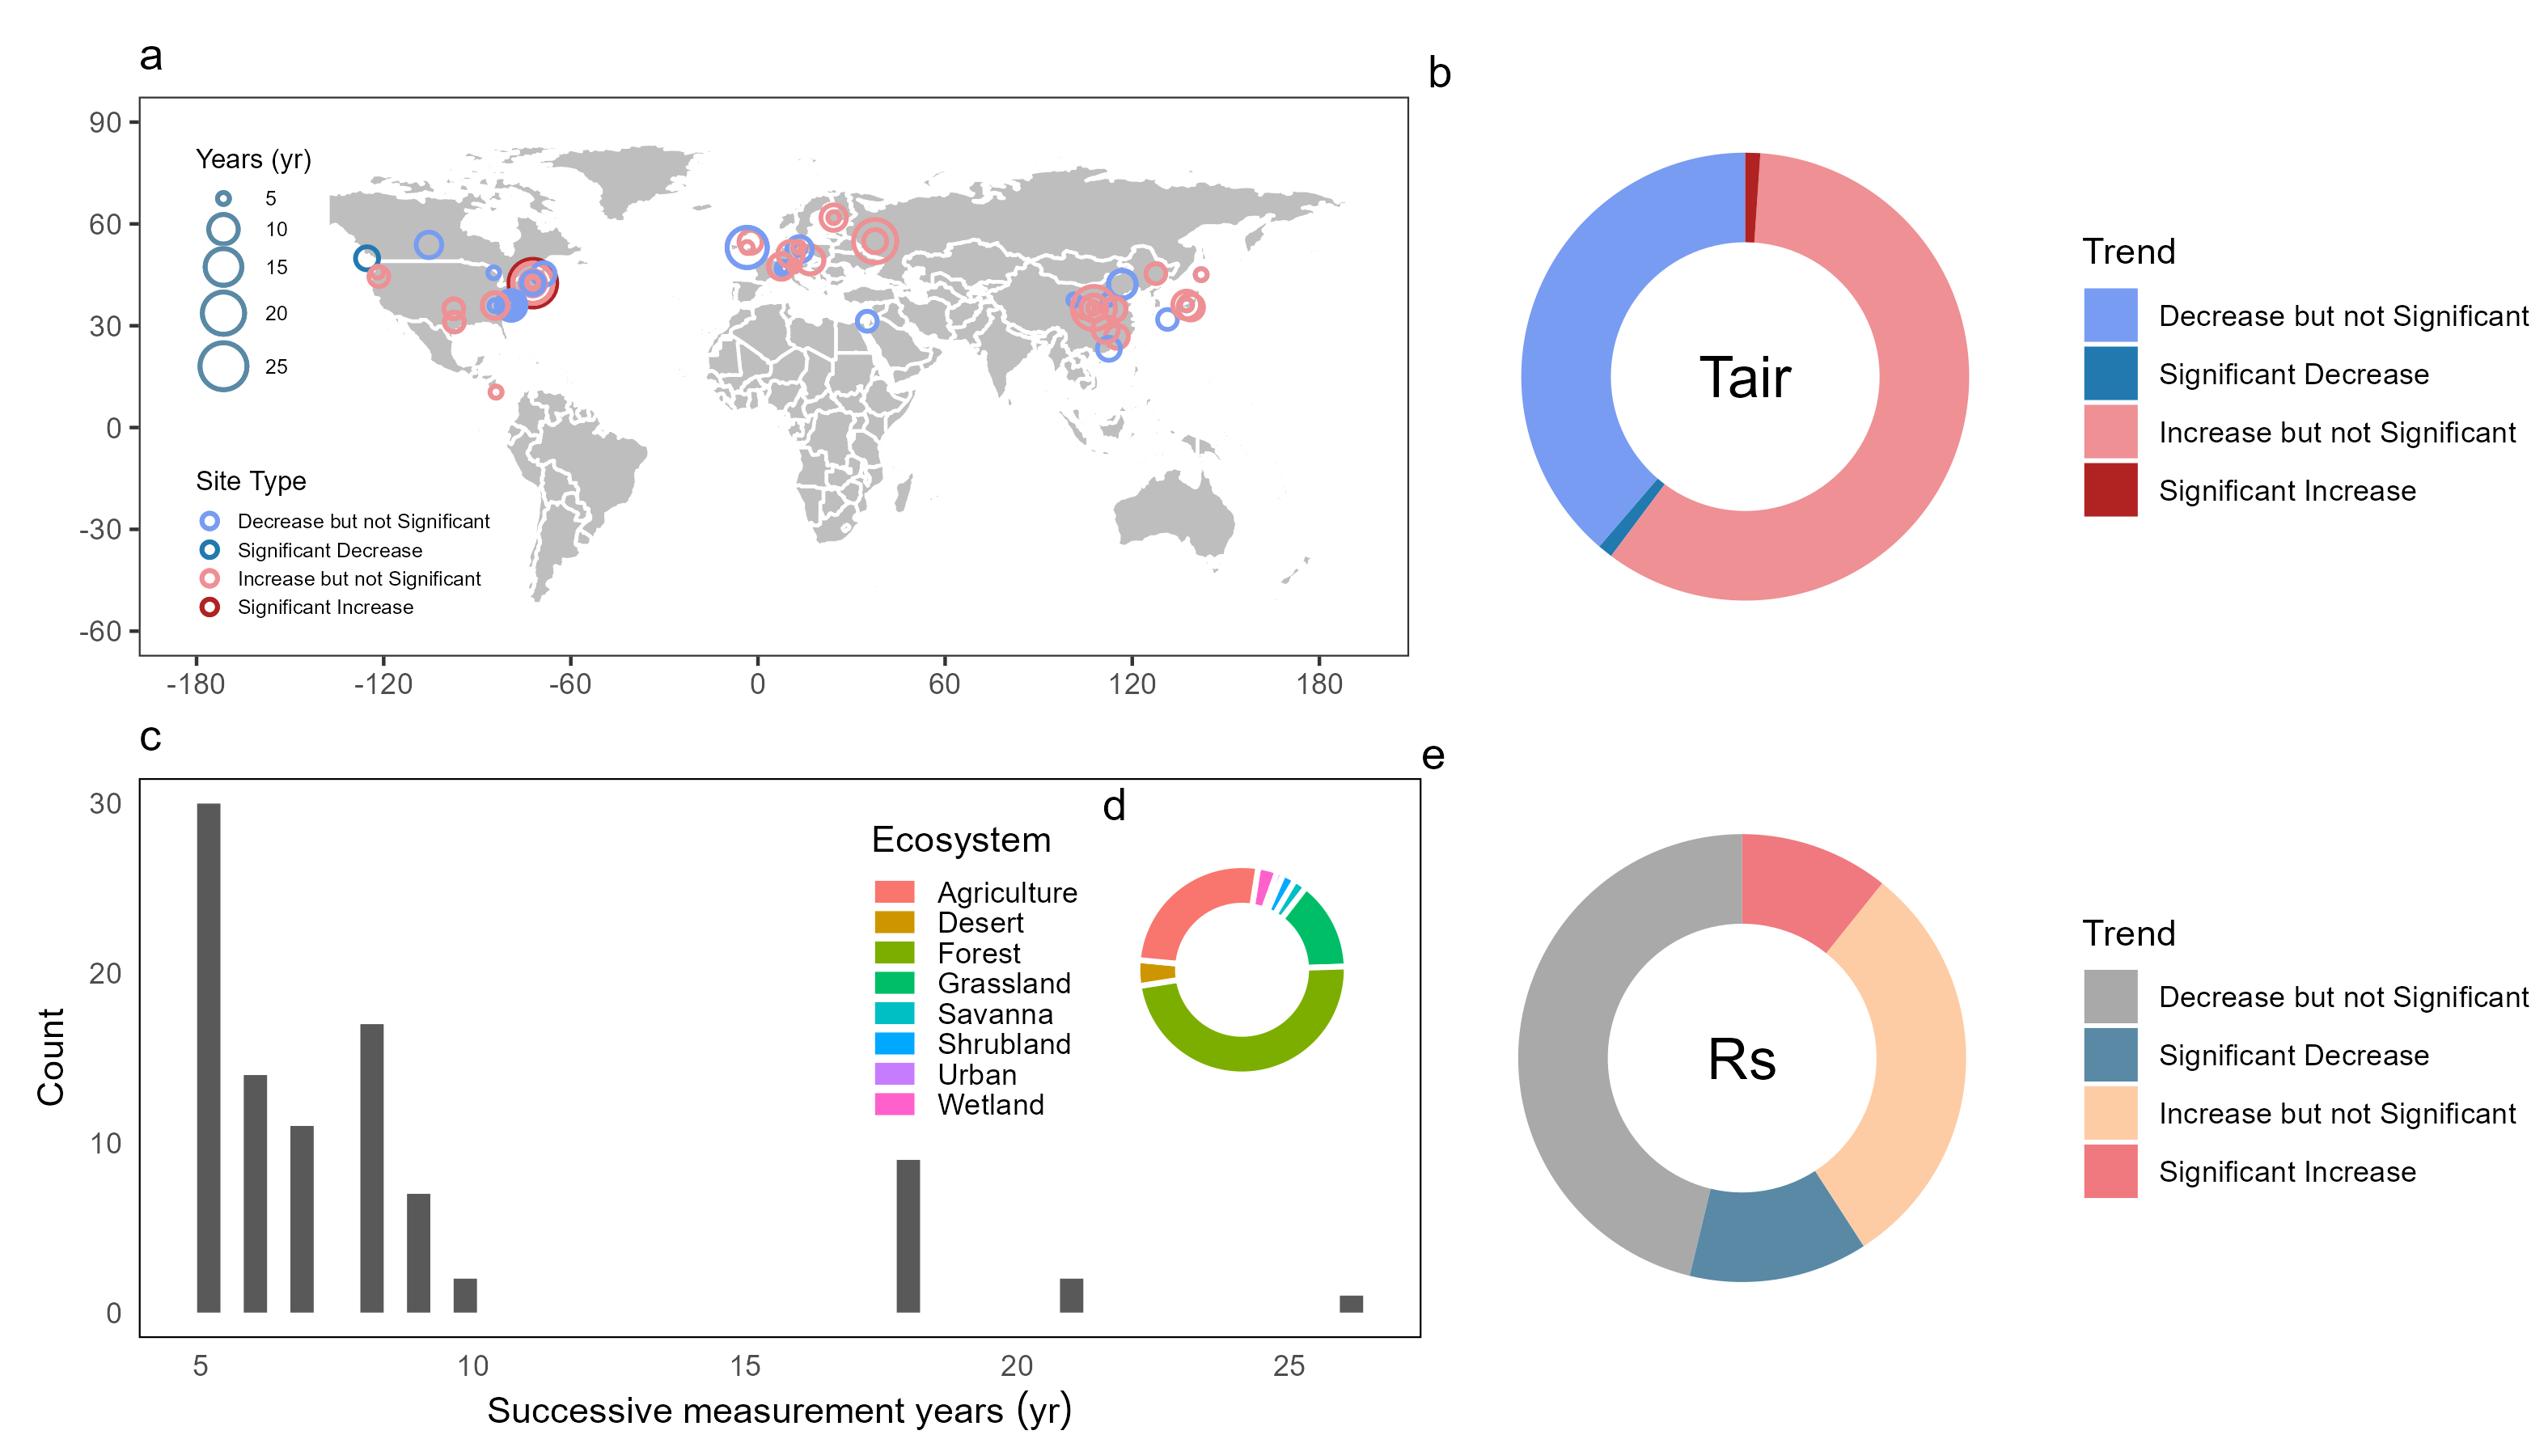 a
90
60
30
0
-30
-60
-180
-120
-60
0
60
120
180
Years (yr)
5
10
15
20
25
Site Type
Decrease but not Significant
Significant Decrease
Increase but not Significant
Significant Increase
b
Tair
Trend
Decrease but not Significant
Significant Decrease
Increase but not Significant
Significant Increase
c
Count
30
20
10
0
5
10
15
20
25
Successive measurement years (yr)
Ecosystem
Agriculture
Desert
Forest
Grassland
Savanna
Shrubland
Urban
Wetland
d
e
Rs
Trend
Decrease but not Significant
Significant Decrease
Increase but not Significant
Significant Increase